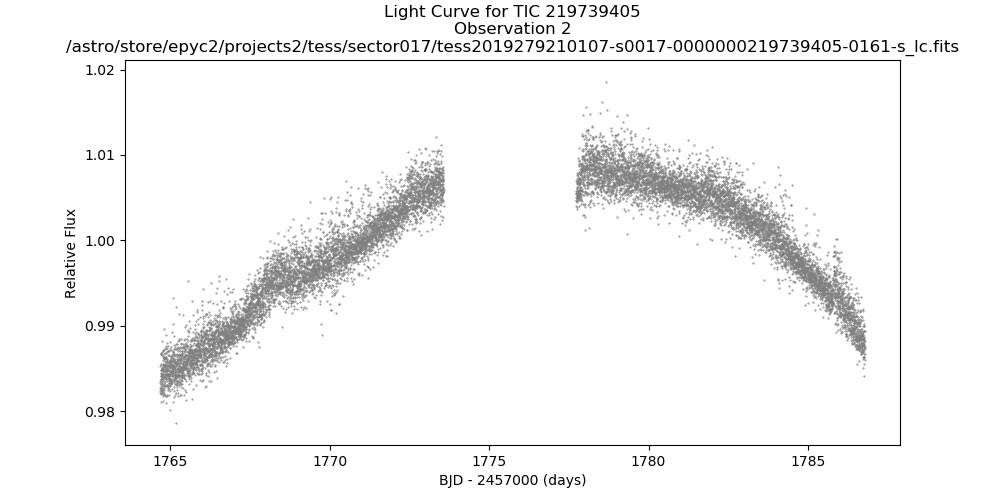 Light Curve for TIC 219739405
Observation 2
/astro/store/epyc2/projects2/tess/sector017/tess2019279210107-s0017-0000000219739405-0161-s_lc.fits
1.02
1.01
1.00
0.99
0.98
Relative Flux
1765
1770
1775
1780
1785
BJD - 2457000 (days)